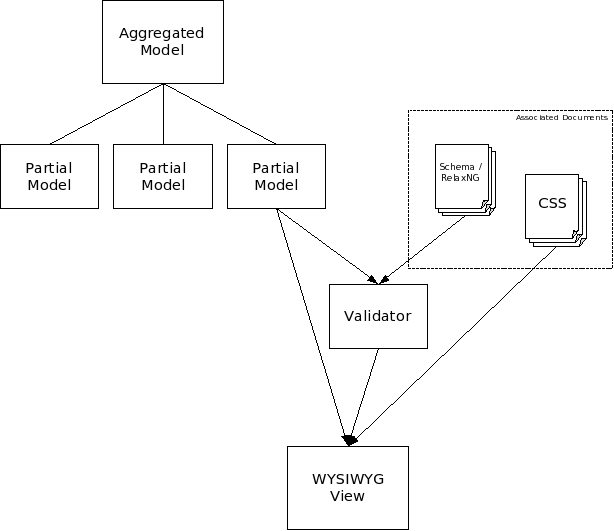 Aggregated
Model
Associated Documents
Partial
Model
Partial
Model
Partial
Model
Schema /
RelaxNG
CSS
Validator
WYSIWYG
View